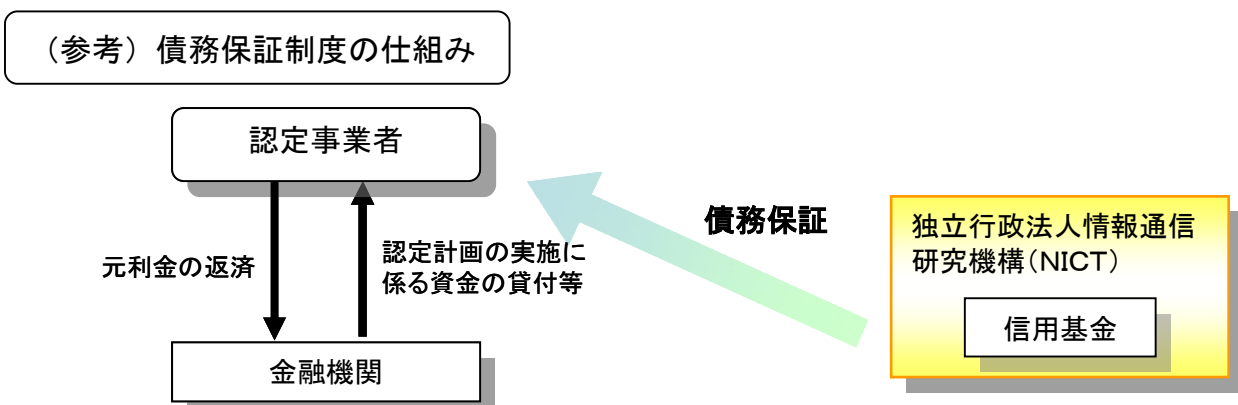 （参考）債務保証制度の仕組み
認定事業者
債務保証
独立行政法人情報通信
研究機構（NICT）
信用基金
元利金の返済
認定計画の実施に
係る資金の貸付等
金融機関